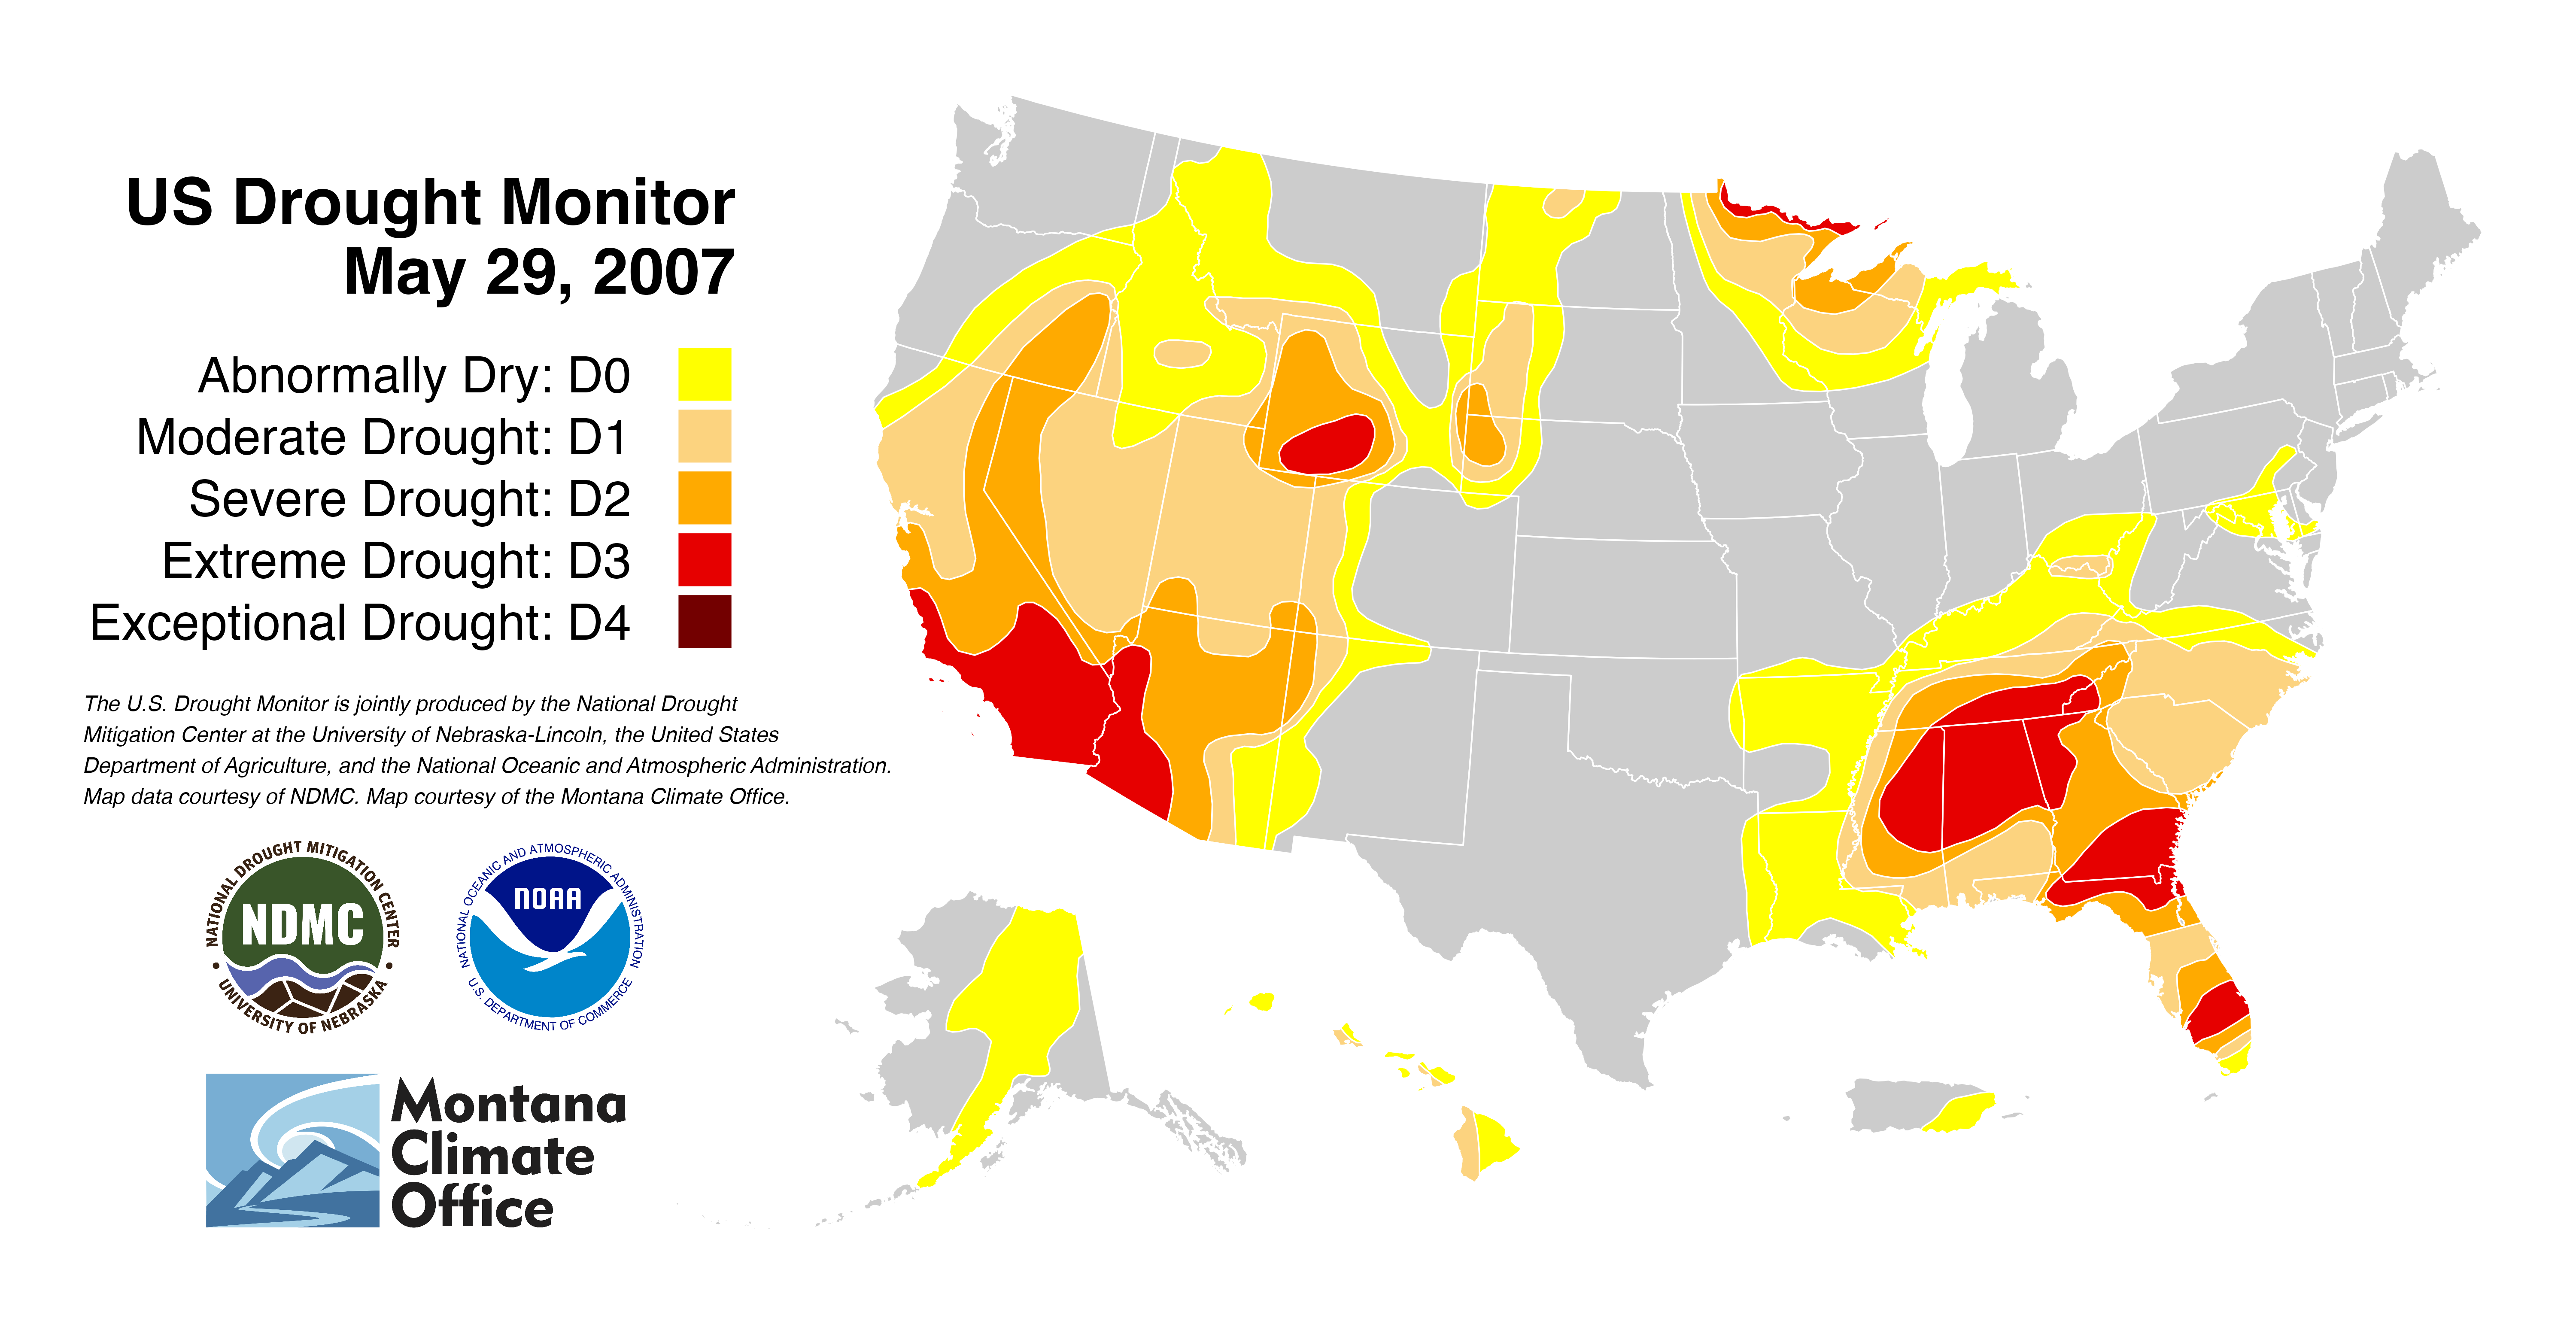 US Drought Monitor
May 29, 2007
Abnormally Dry: D0
Moderate Drought: D1
Severe Drought: D2
Extreme Drought: D3
Exceptional Drought: D4
The U.S. Drought Monitor is jointly produced by the National Drought
Mitigation Center at the University of Nebraska-Lincoln, the United States
Department of Agriculture, and the National Oceanic and Atmospheric Administration.
Map data courtesy of NDMC. Map courtesy of the Montana Climate Office.
NATIONAL DROUGHT MITIGATION CENTER
NDMC
UNIVERSITY OF NEBRASKA
NATIONAL OCEANIC AND ATMOSPHERIC ADMINISTRATION
NOAA
U.S. DEPARTMENT OF COMMERCE
Montana
Climate
Office